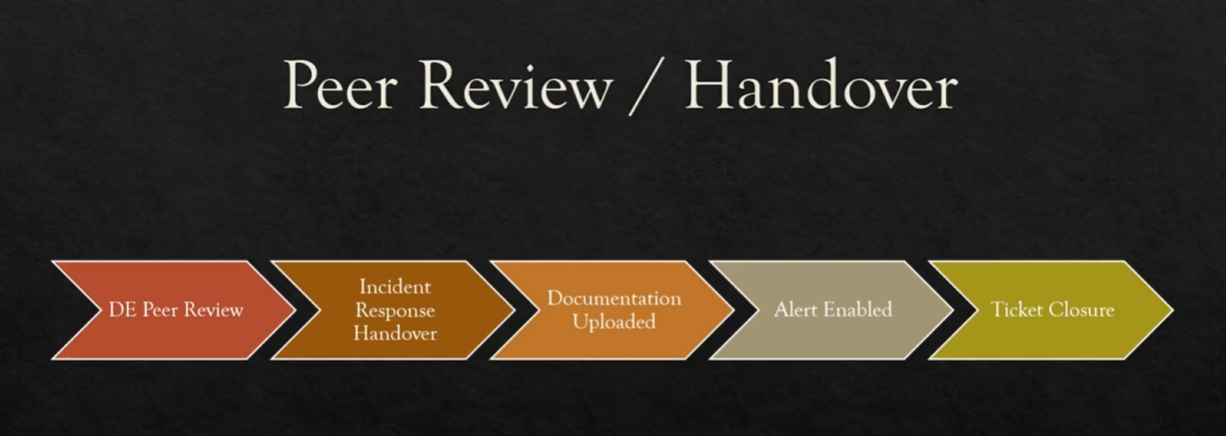 Peer Review / Handover
DE Peer Review
Incident
Response
Handover
Documentation
Uploaded
Alert Enabled
Ticket Closure